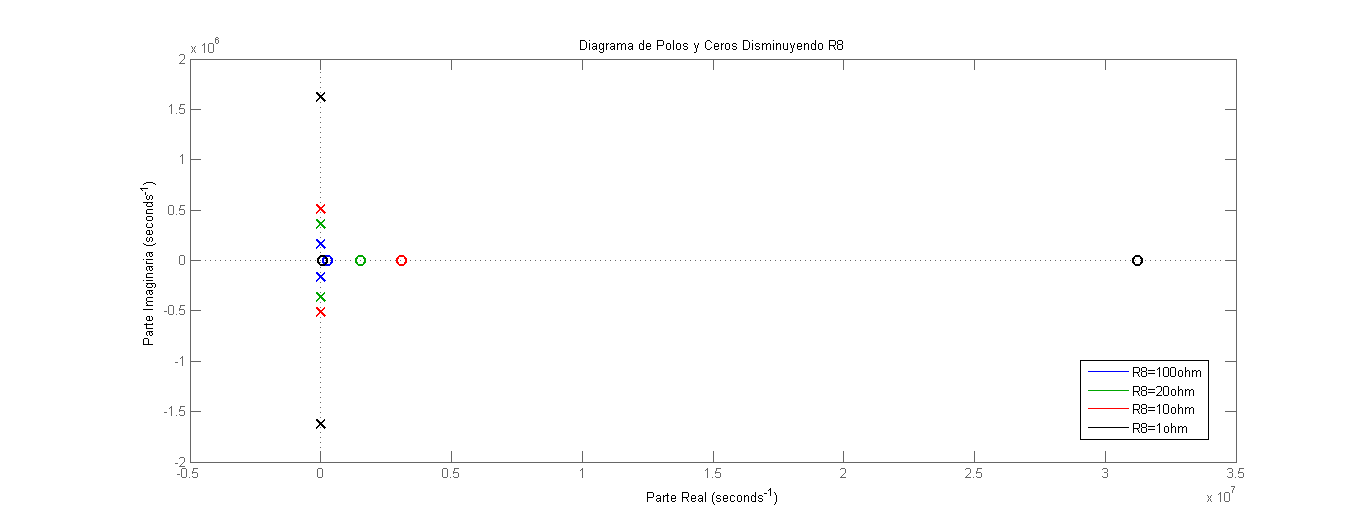 Diagrama de Polos y Ceros Disminuyendo R8
x 10^6
2
1.5
1
0.5
0
-0.5
-1
-1.5
-2
Parte Imaginaria (seconds^-1)
-0.5 0 0.5 1 1.5 2 2.5 3 3.5
x 10^7
Parte Real (seconds^-1)
R8=100ohm
R8=20ohm
R8=10ohm
R8=1ohm